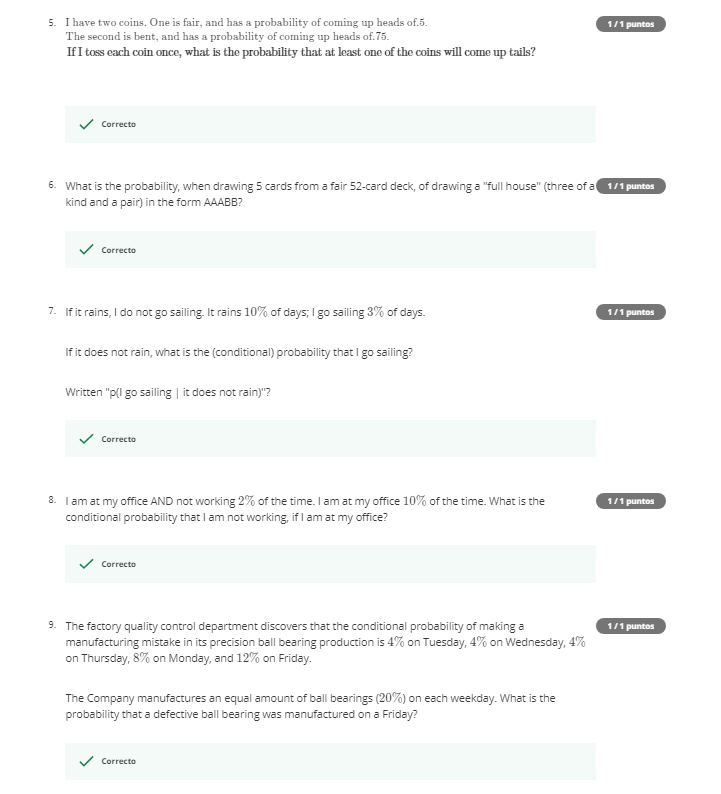 5. I have two coins. One is fair, and has a probability of coming up heads of.5. 1 / 1 puntos
The second is bent, and has a probability of coming up heads of.75.
If I toss each coin once, what is the probability that at least one of the coins will come up tails?
Correcto
6. What is the probability, when drawing 5 cards from a fair 52-card deck, of drawing a "full house" (three of a 1 / 1 puntos
kind and a pair) in the form AAABB?
Correcto
7. If it rains, I do not go sailing. It rains 10% of days; I go sailing 3% of days. 1 / 1 puntos
If it does not rain, what is the (conditional) probability that I go sailing?
Written "p(I go sailing | it does not rain)"?
Correcto
8. I am at my office AND not working 2% of the time. I am at my office 10% of the time. What is the 1 / 1 puntos
conditional probability that I am not working, if I am at my office?
Correcto
9. The factory quality control department discovers that the conditional probability of making a 1 / 1 puntos
manufacturing mistake in its precision ball bearing production is 4% on Tuesday, 4% on Wednesday, 4%
on Thursday, 8% on Monday, and 12% on Friday.
The Company manufactures an equal amount of ball bearings (20%) on each weekday. What is the
probability that a defective ball bearing was manufactured on a Friday?
Correcto